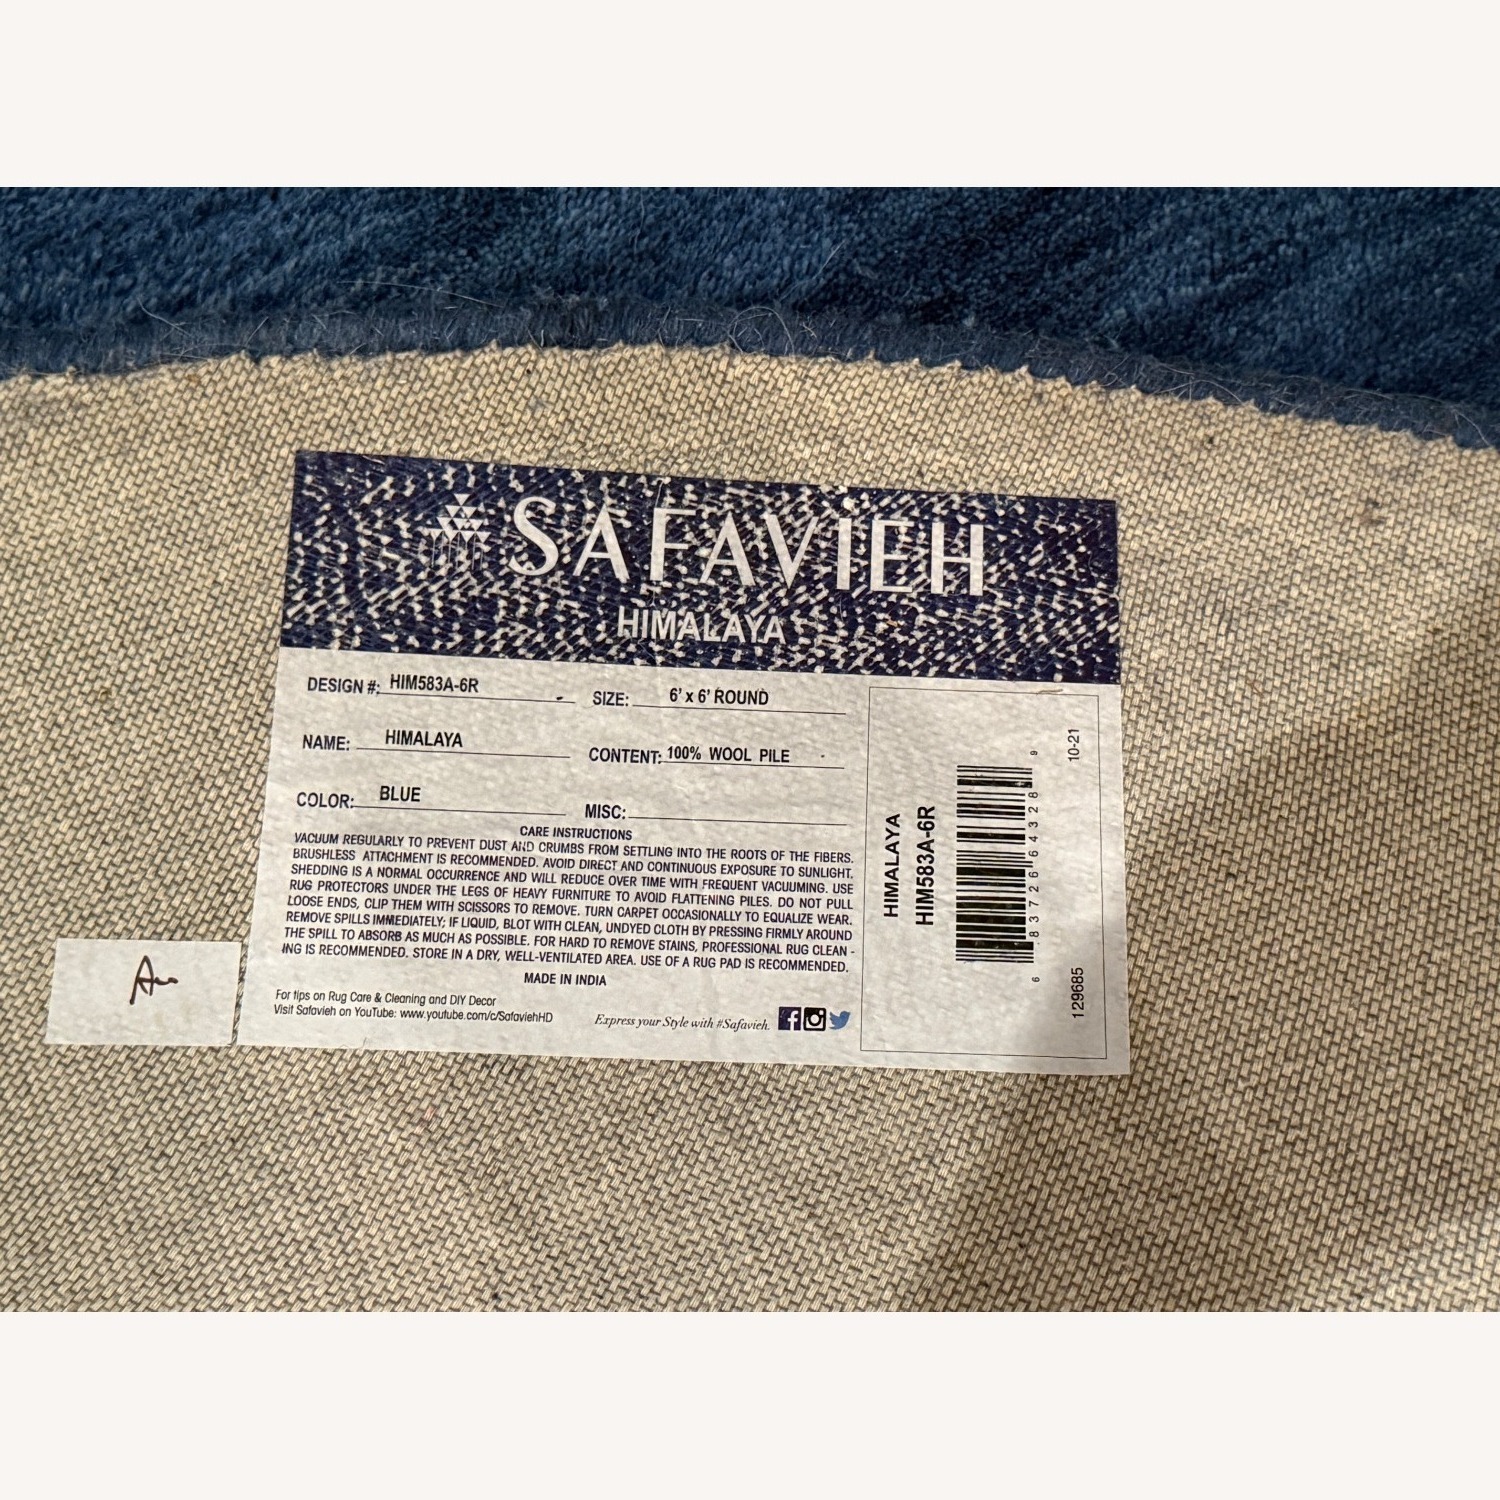 SAFAVIEH
HIMALAYA
DESIGN #: HIM583A-6R
SIZE: 6' x 6' ROUND
NAME: HIMALAYA
CONTENT: 100% WOOL PILE
COLOR: BLUE
MISC:
CARE INSTRUCTIONS
VACUUM REGULARLY TO PREVENT DUST AND CRUMBS FROM SETTLING INTO THE ROOTS OF THE FIBERS.
BRUSHLESS ATTACHMENT IS RECOMMENDED. AVOID DIRECT AND CONTINUOUS EXPOSURE TO SUNLIGHT.
SHEDDING IS A NORMAL OCCURRENCE AND WILL REDUCE OVER TIME WITH FREQUENT VACUUMING. USE
RUG PROTECTORS UNDER THE LEGS OF HEAVY FURNITURE TO AVOID FLATTENING PILES. DO NOT PULL
LOOSE ENDS, CLIP THEM WITH SCISSORS TO REMOVE. TURN CARPET OCCASIONALLY TO EQUALIZE WEAR.
REMOVE SPILLS IMMEDIATELY; IF LIQUID, BLOT WITH CLEAN, UNDYED CLOTH BY PRESSING FIRMLY AROUND
THE SPILL TO ABSORB AS MUCH AS POSSIBLE. FOR HARD TO REMOVE STAINS, PROFESSIONAL RUG CLEAN -
ING IS RECOMMENDED. STORE IN A DRY, WELL-VENTILATED AREA. USE OF A RUG PAD IS RECOMMENDED.
MADE IN INDIA
For tips on Rug Care & Cleaning and DIY Decor
Visit Safavieh on YouTube: www.youtube.com/c/SafaviehHD
Express your Style with #Safavieh.
HIMALAYA
HIM583A-6R
6 83726 64328 9
10-21
129685